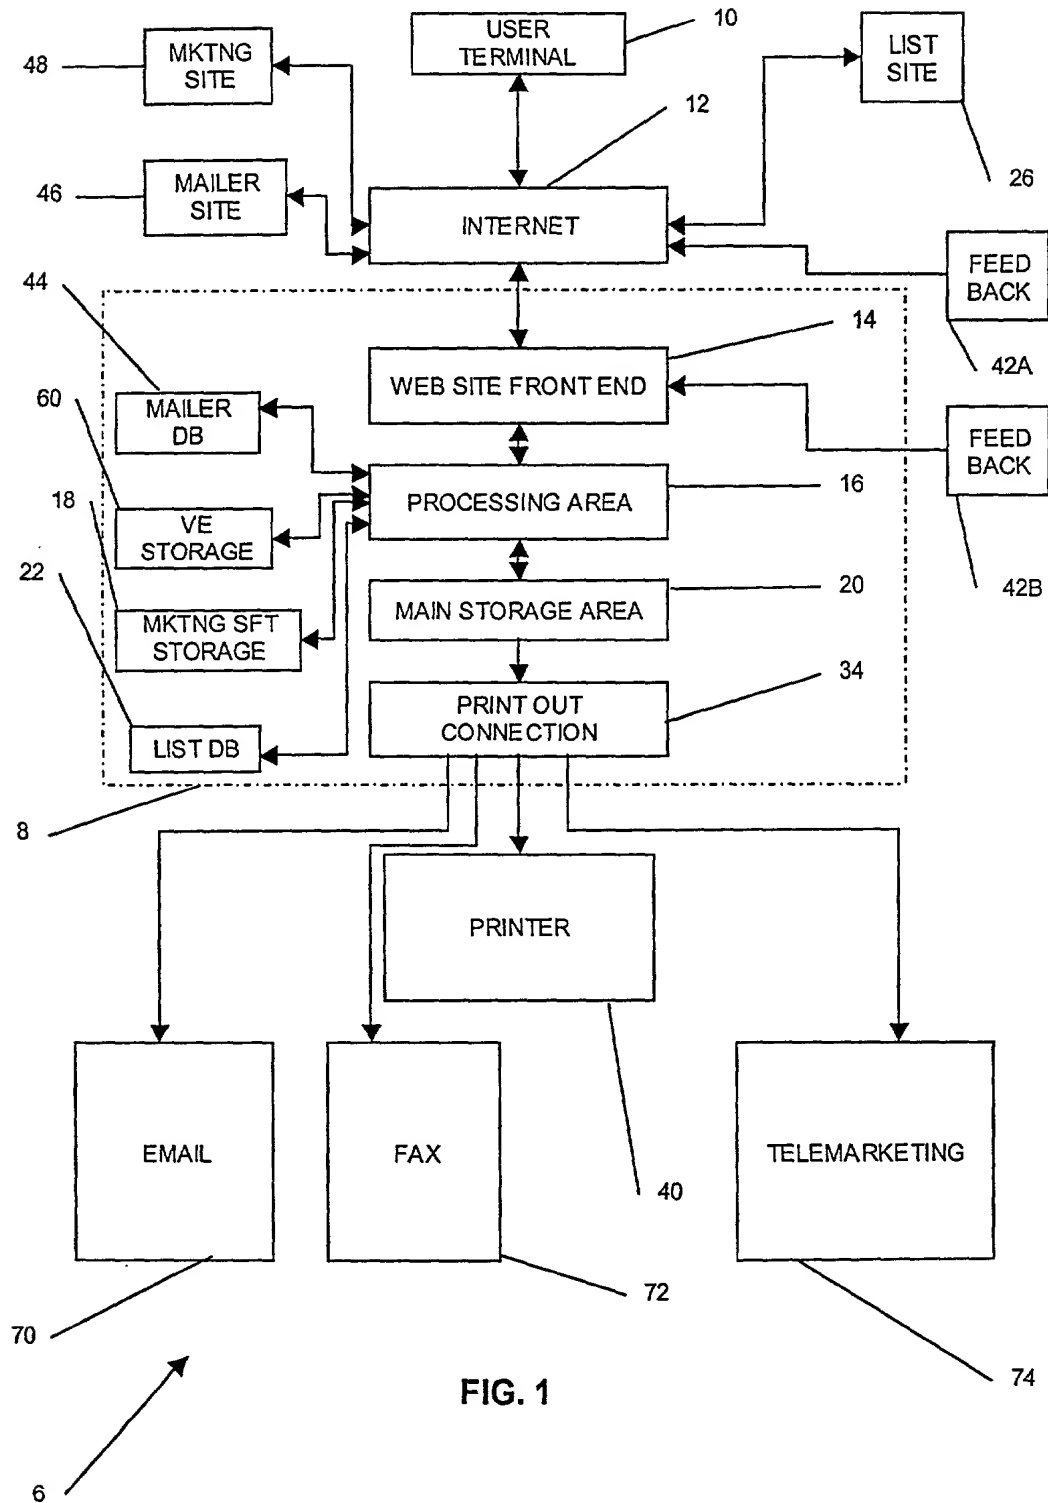 10
USER
TERMINAL
48
MKTNG
SITE
LIST
SITE
12
46
MAILER
SITE
26
INTERNET
FEED
BACK
44
14
42A
WEB SITE FRONT END
60
MAILER
DB
FEED
BACK
18
16
PROCESSING AREA
VE
STORAGE
22
20
42B
MKTNG SFT
STORAGE
MAIN STORAGE AREA
34
PRINT OUT
CONNECTION
LIST DB
8
PRINTER
EMAIL
FAX
TELEMARKETING
40
72
70
74
FIG. 1
6